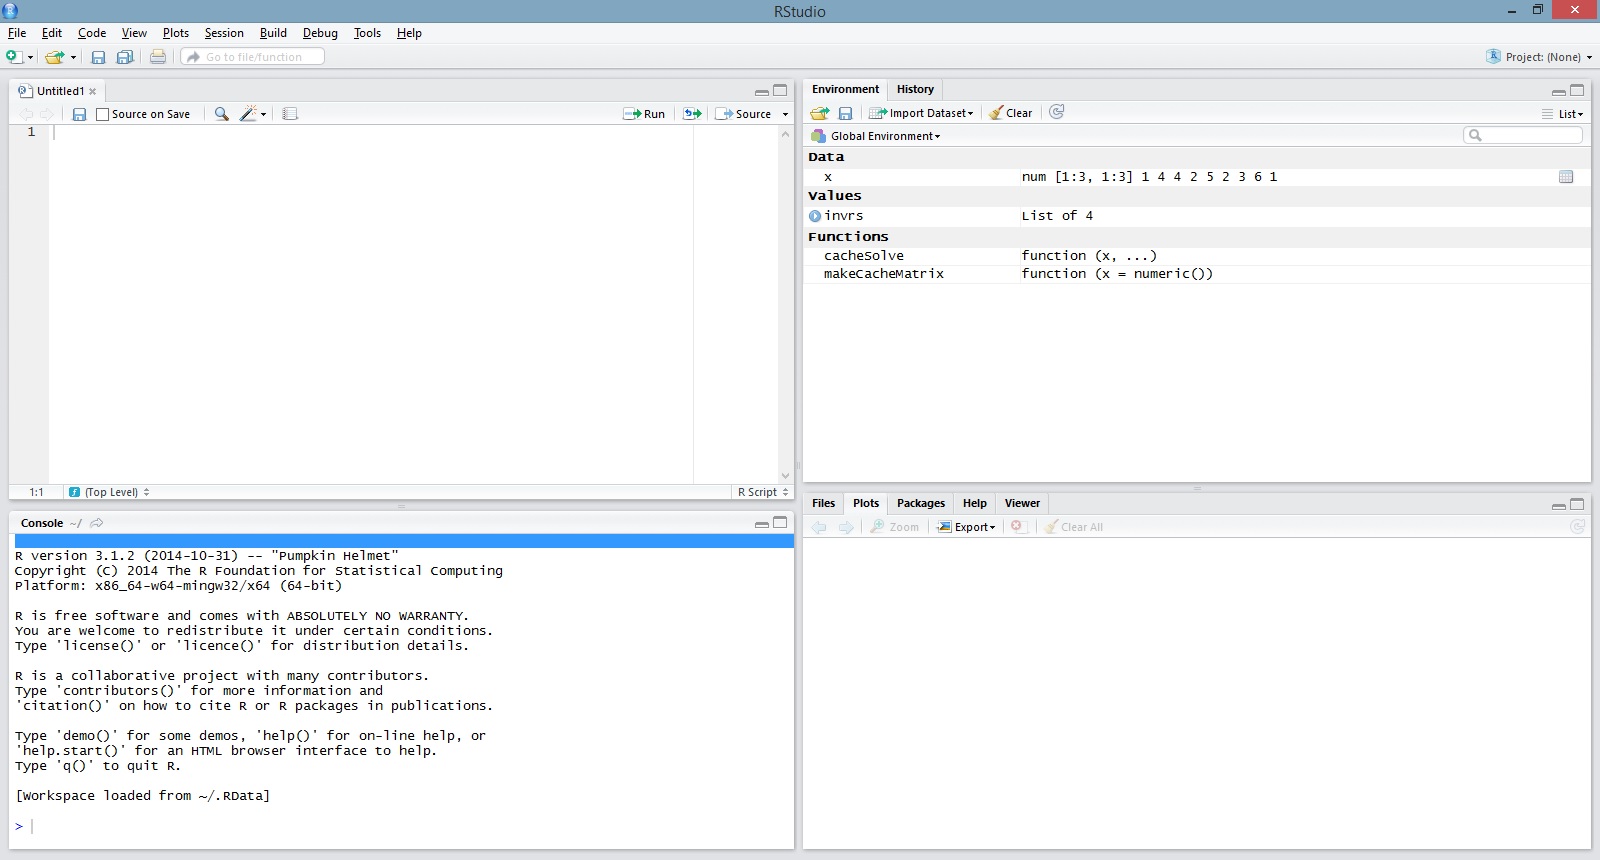 RStudio
File Edit Code View Plots Session Build Debug Tools Help
Go to file/function
Project: (None)
Untitled1
Source on Save
Run
Source
1
1:1
(Top Level)
R Script
Console ~/
R version 3.1.2 (2014-10-31) -- "Pumpkin Helmet"
Copyright (C) 2014 The R Foundation for Statistical Computing
Platform: x86_64-w64-mingw32/x64 (64-bit)
R is free software and comes with ABSOLUTELY NO WARRANTY.
You are welcome to redistribute it under certain conditions.
Type 'license()' or 'licence()' for distribution details.
R is a collaborative project with many contributors.
Type 'contributors()' for more information and
'citation()' on how to cite R or R packages in publications.
Type 'demo()' for some demos, 'help()' for on-line help, or
'help.start()' for an HTML browser interface to help.
Type 'q()' to quit R.
[Workspace loaded from ~/.RData]
>
Environment History
Import Dataset Clear List
Global Environment
Data
x num [1:3, 1:3] 1 4 4 2 5 2 3 6 1
Values
invrs List of 4
Functions
cacheSolve function (x, ...)
makeCacheMatrix function (x = numeric())
Files Plots Packages Help Viewer
Zoom Export Clear All